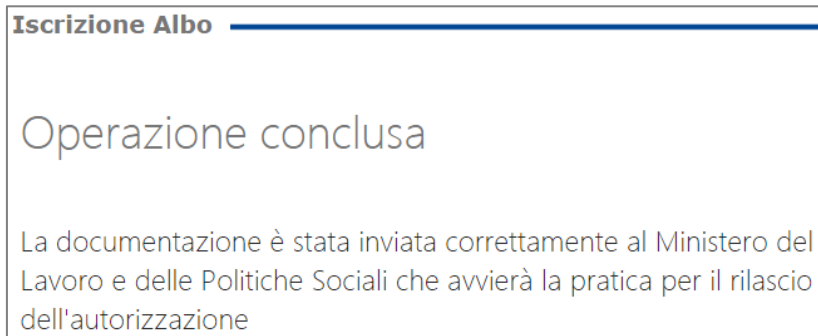 Iscrizione Albo
Operazione conclusa
La documentazione è stata inviata correttamente al Ministero del
Lavoro e delle Politiche Sociali che avvierà la pratica per il rilascio
dell'autorizzazione